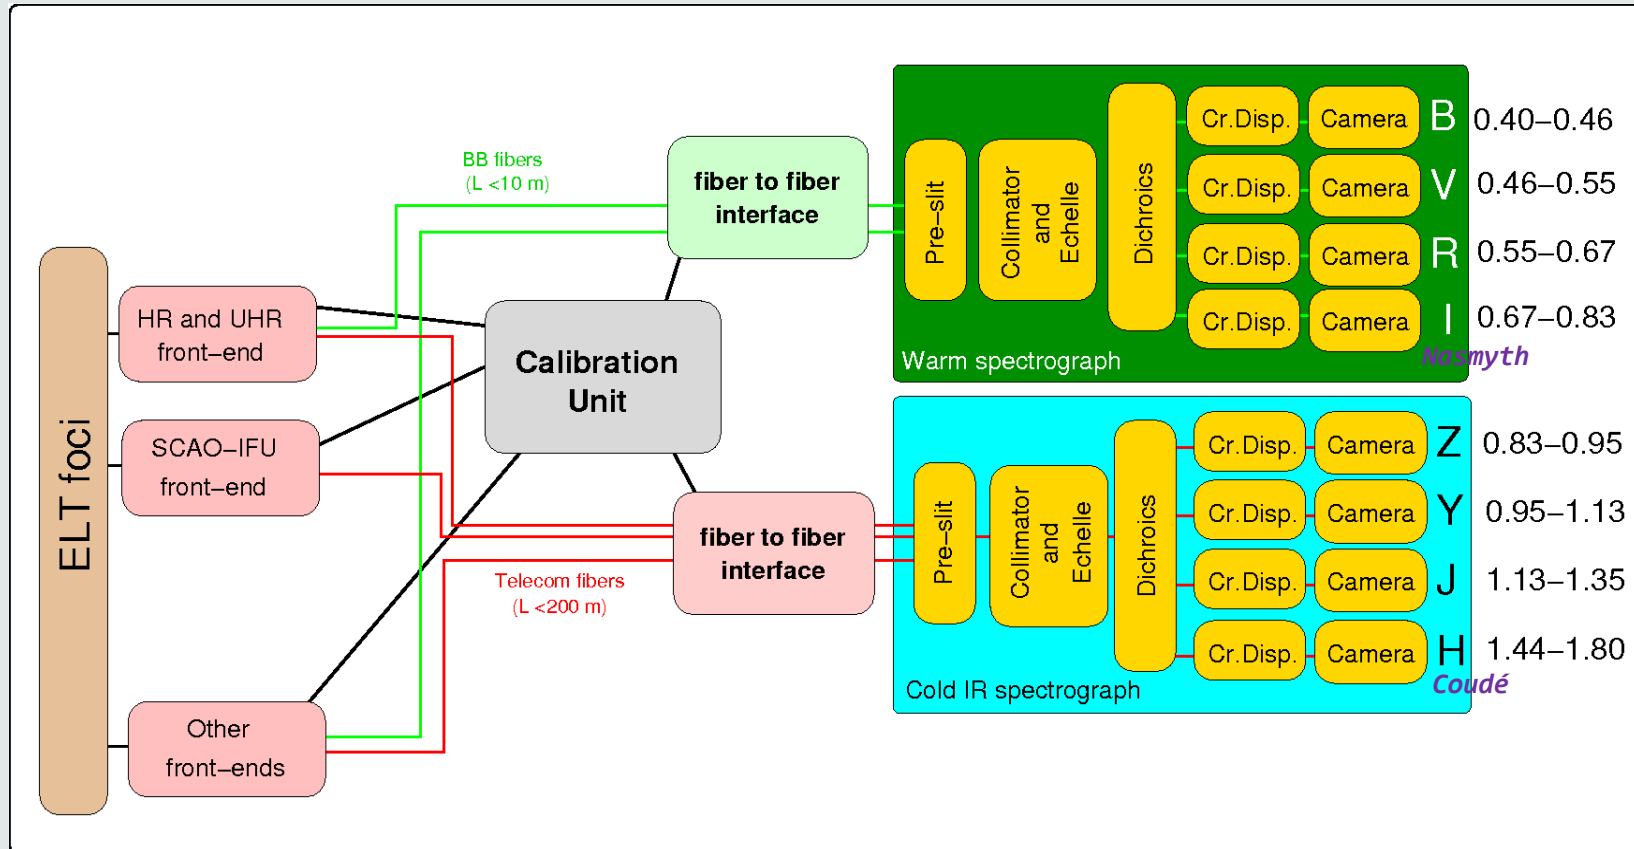 ELT foci
HR and UHR
front-end
SCAO-IFU
front-end
Other
front-ends
BB fibers
(L <10 m)
Telecom fibers
(L <200 m)
Calibration
Unit
fiber to fiber
interface
fiber to fiber
interface
Pre-slit
Collimator
and
Echelle
Dichroics
Cr.Disp. Camera B 0.40-0.46
Cr.Disp. Camera V 0.46-0.55
Cr.Disp. Camera R 0.55-0.67
Cr.Disp. Camera I 0.67-0.83
Warm spectrograph
Nasmyth
Pre-slit
Collimator
and
Echelle
Dichroics
Cr.Disp. Camera Z 0.83-0.95
Cr.Disp. Camera Y 0.95-1.13
Cr.Disp. Camera J 1.13-1.35
Cr.Disp. Camera H 1.44-1.80
Cold IR spectrograph
Coudé